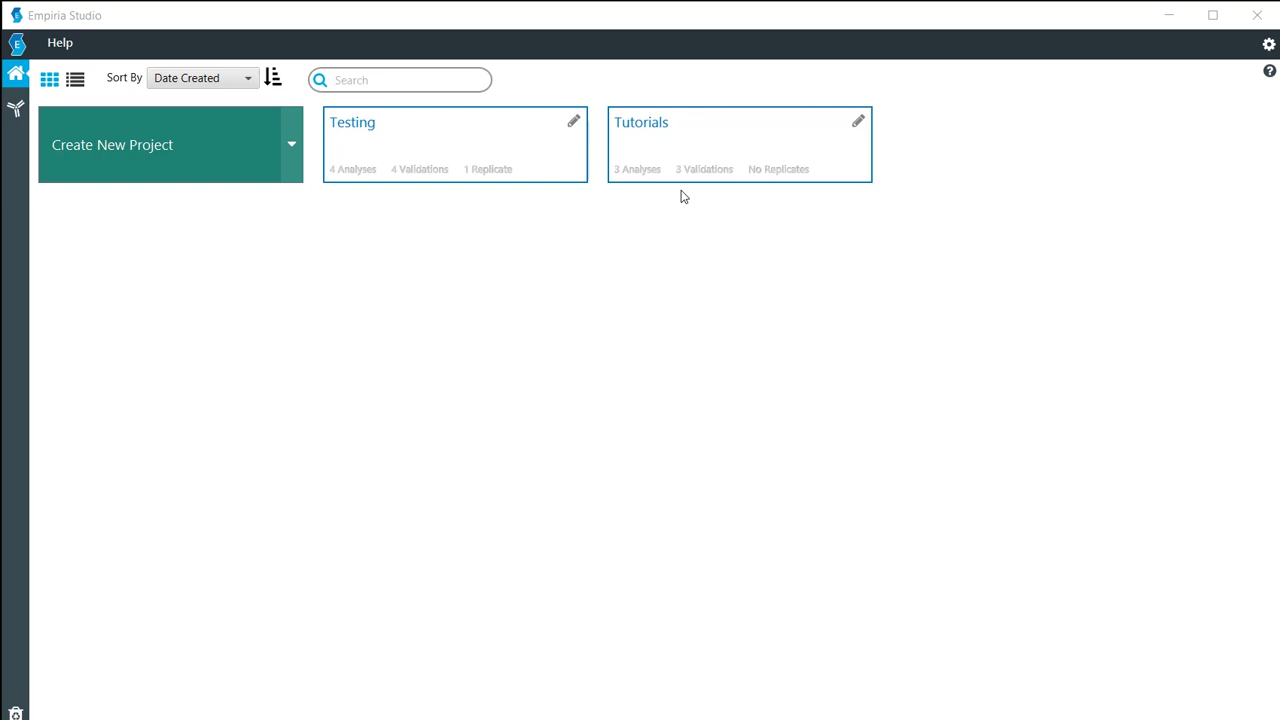 Empiria Studio
E
Help
Sort By Date Created Search
Create New Project
Testing
4 Analyses 4 Validations 1 Replicate
Tutorials
3 Analyses 3 Validations No Replicates